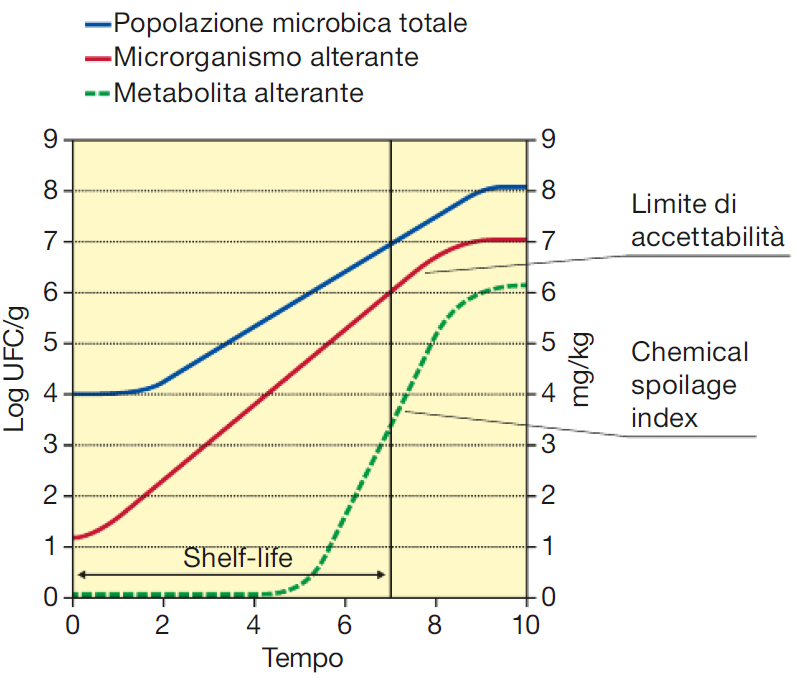 Popolazione microbica totale
Microrganismo alterante
Metabolita alterante
9
8
7
6
5
4
3
2
1
0
Log UFC/g
9
8
7
6
5
4
3
2
1
0
mg/kg
Limite di
accettabilità
Chemical
spoilage
index
Shelf-life
0 2 4 6 8 10
Tempo